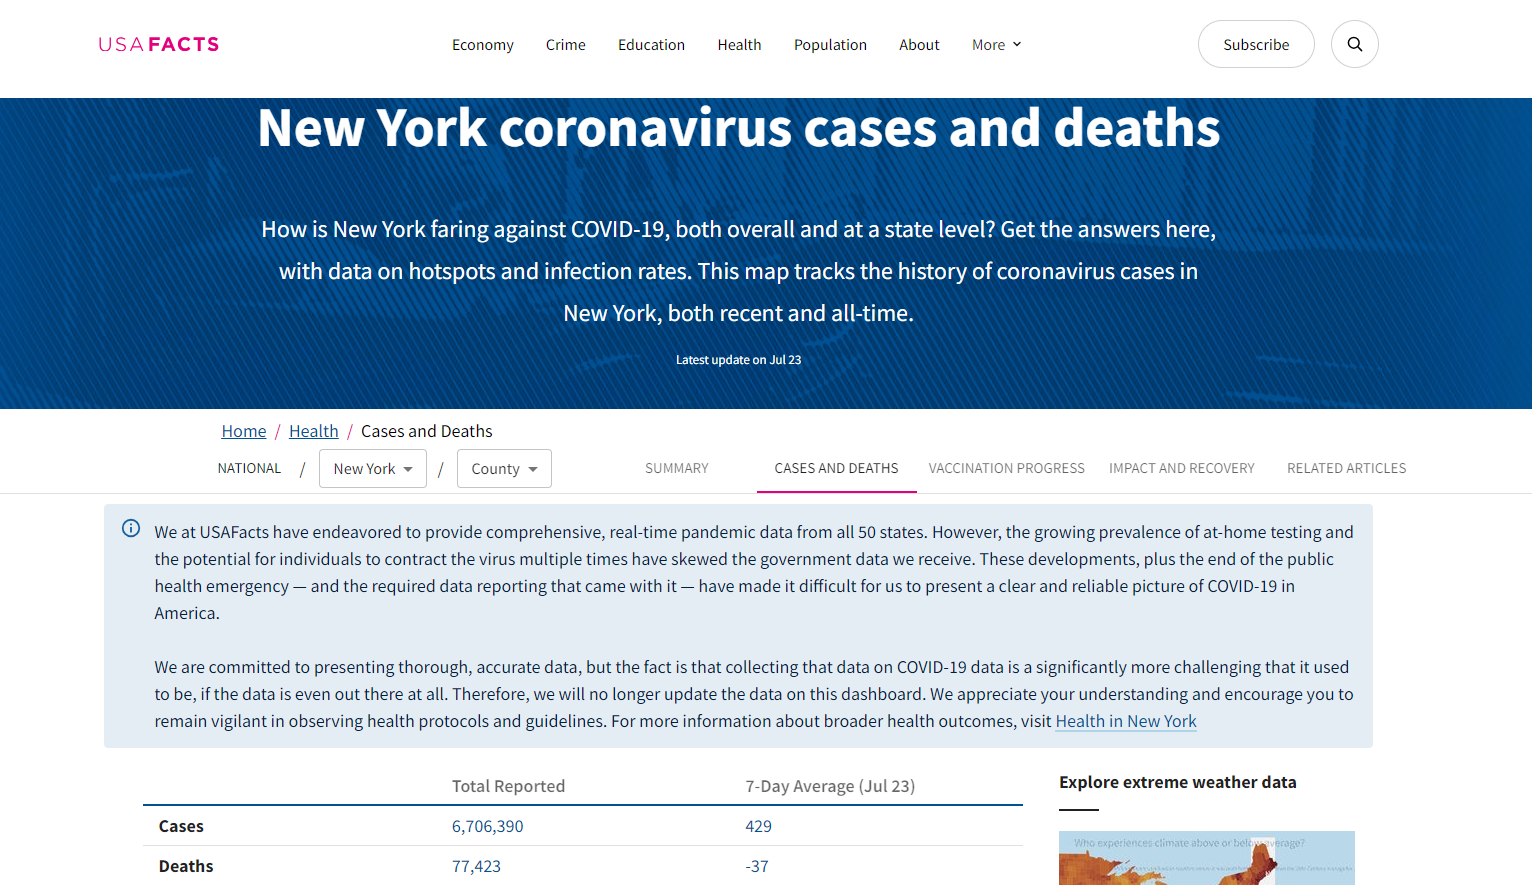 USAFACTS
Economy Crime Education Health Population About More
Subscribe
New York coronavirus cases and deaths
How is New York faring against COVID-19, both overall and at a state level? Get the answers here,
with data on hotspots and infection rates. This map tracks the history of coronavirus cases in
New York, both recent and all-time.
Latest update on Jul 23
Home / Health / Cases and Deaths
NATIONAL / New York / County SUMMARY CASES AND DEATHS VACCINATION PROGRESS IMPACT AND RECOVERY RELATED ARTICLES
We at USAFacts have endeavored to provide comprehensive, real-time pandemic data from all 50 states. However, the growing prevalence of at-home testing and
the potential for individuals to contract the virus multiple times have skewed the government data we receive. These developments, plus the end of the public
health emergency — and the required data reporting that came with it — have made it difficult for us to present a clear and reliable picture of COVID-19 in
America.
We are committed to presenting thorough, accurate data, but the fact is that collecting that data on COVID-19 data is a significantly more challenging that it used
to be, if the data is even out there at all. Therefore, we will no longer update the data on this dashboard. We appreciate your understanding and encourage you to
remain vigilant in observing health protocols and guidelines. For more information about broader health outcomes, visit Health in New York
Total Reported 7-Day Average (Jul 23)
Cases 6,706,390 429
Deaths 77,423 -37
Explore extreme weather data
Who experiences climate above or below average?